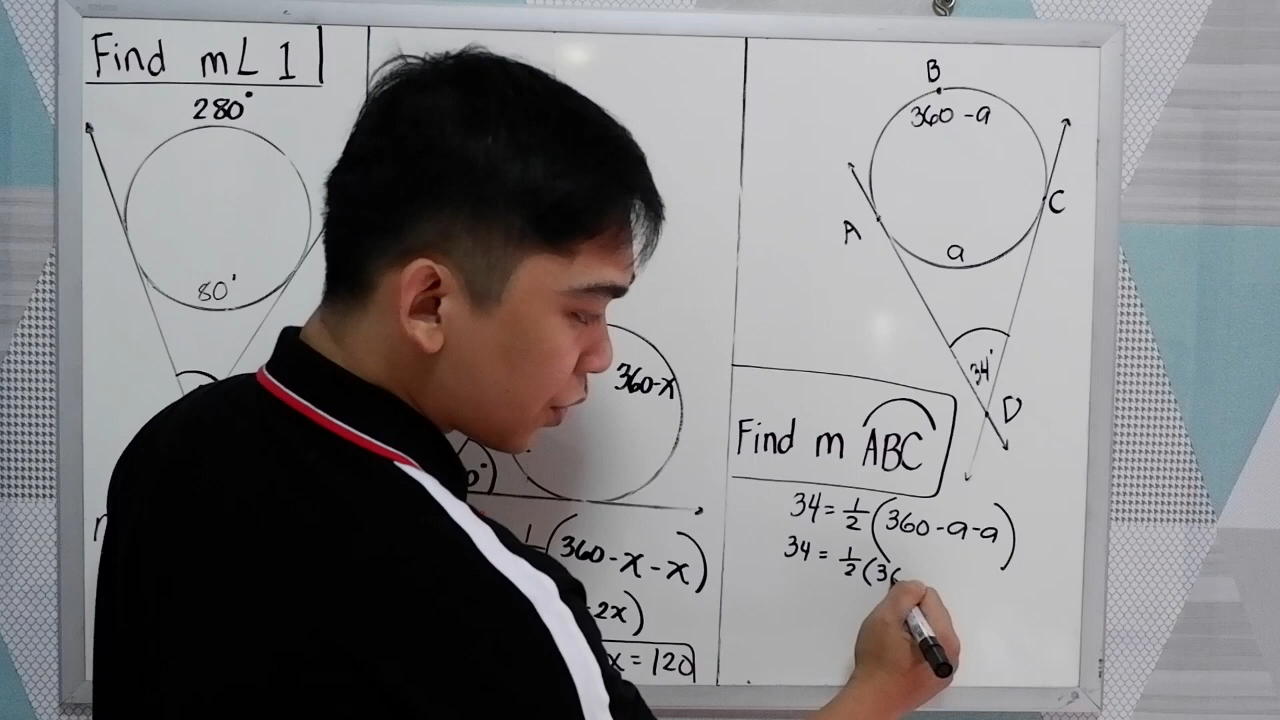 Find m∠ 1
280°
80°
360-x
(360-x-x)
2x)
x = 120
B
360-a
A
C
a
34°
D
Find m ABC
34 = 1/2 (360-a-a)
34 = 1/2 (36